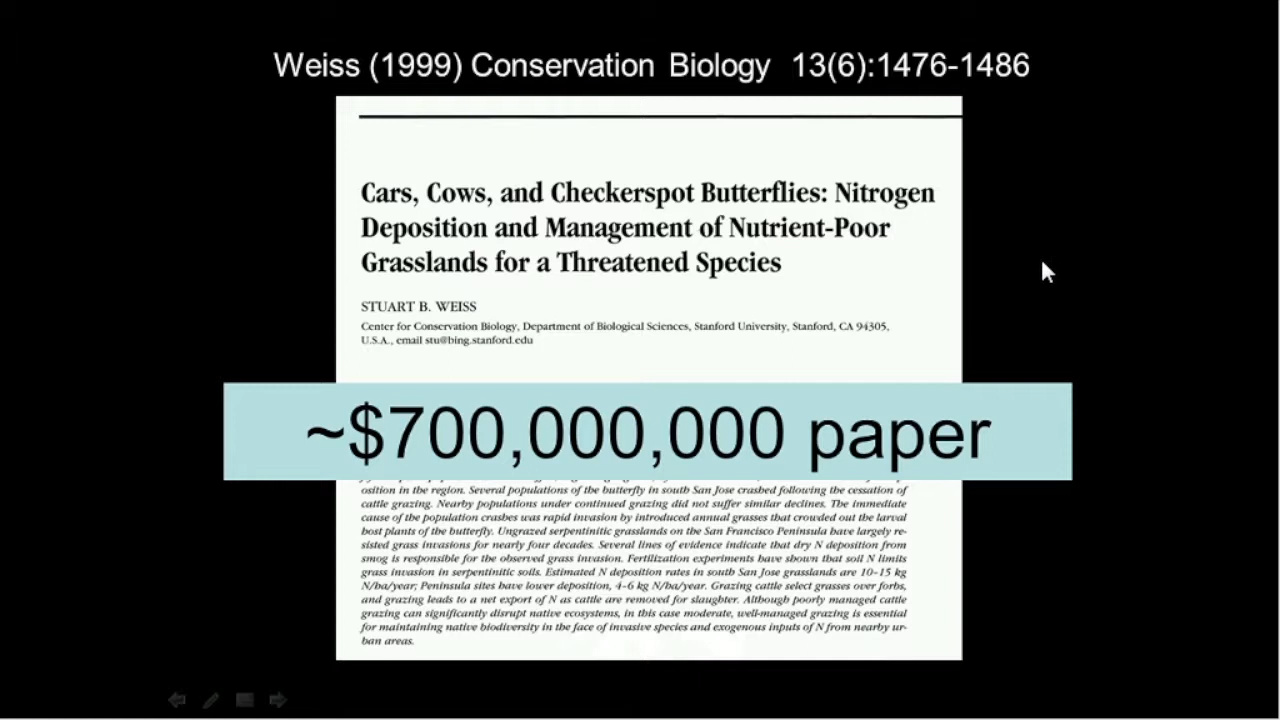 Weiss (1999) Conservation Biology 13(6):1476-1486
Cars, Cows, and Checkerspot Butterflies: Nitrogen
Deposition and Management of Nutrient-Poor
Grasslands for a Threatened Species
STUART B. WEISS
Center for Conservation Biology, Department of Biological Sciences, Stanford University, Stanford, CA 94305,
U.S.A., email stu@bing.stanford.edu
~$700,000,000 paper
osition in the region. Several populations of the butterfly in south San Jose crashed following the cessation of
cattle grazing. Nearby populations under continued grazing did not suffer similar declines. The immediate
cause of the population crashes was rapid invasion by introduced annual grasses that crowded out the larval
host plants of the butterfly. Ungrazed serpentinitic grasslands on the San Francisco Peninsula have largely re-
sisted grass invasions for nearly four decades. Several lines of evidence indicate that dry N deposition from
smog is responsible for the observed grass invasion. Fertilization experiments have shown that soil N limits
grass invasion in serpentinitic soils. Estimated N deposition rates in south San Jose grasslands are 10–15 kg
N/ha/year; Peninsula sites have lower deposition, 4–6 kg N/ha/year. Grazing cattle select grasses over forbs,
and grazing leads to a net export of N as cattle are removed for slaughter. Although poorly managed cattle
grazing can significantly disrupt native ecosystems, in this case moderate, well-managed grazing is essential
for maintaining native biodiversity in the face of invasive species and exogenous inputs of N from nearby ur-
ban areas.